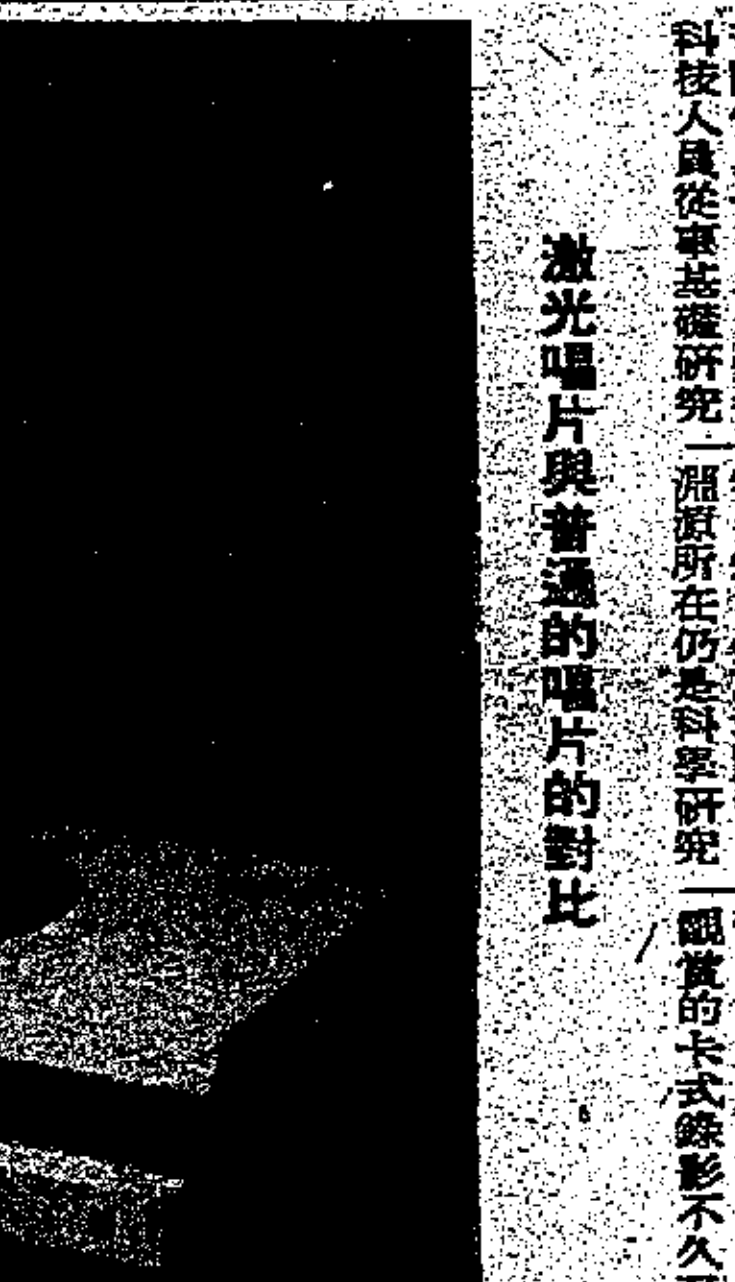 科技人員從事基礎研究
淵源所在仍是科學研究
觀賞的卡式錄影不久
激光唱片與普通的唱片的對比